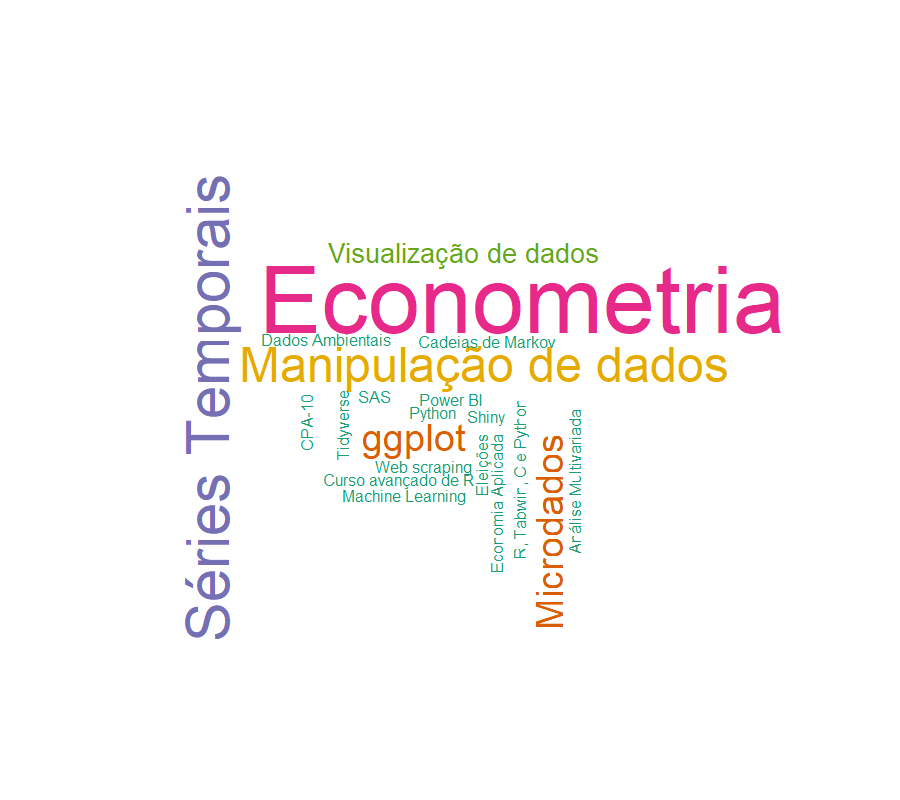 Séries Temporais
Visualização de dados
Econometria
Dados Ambientais
Cadeias de Markov
Manipulação de dados
CPA-10
Tidyverse
SAS
Power BI
Python
Shiny
ggplot
Web scraping
Curso avançado de R
Machine Learning
Eleições
Economia Aplicada
R, Tabwin, C e Python
Microdados
Análise Multivariada